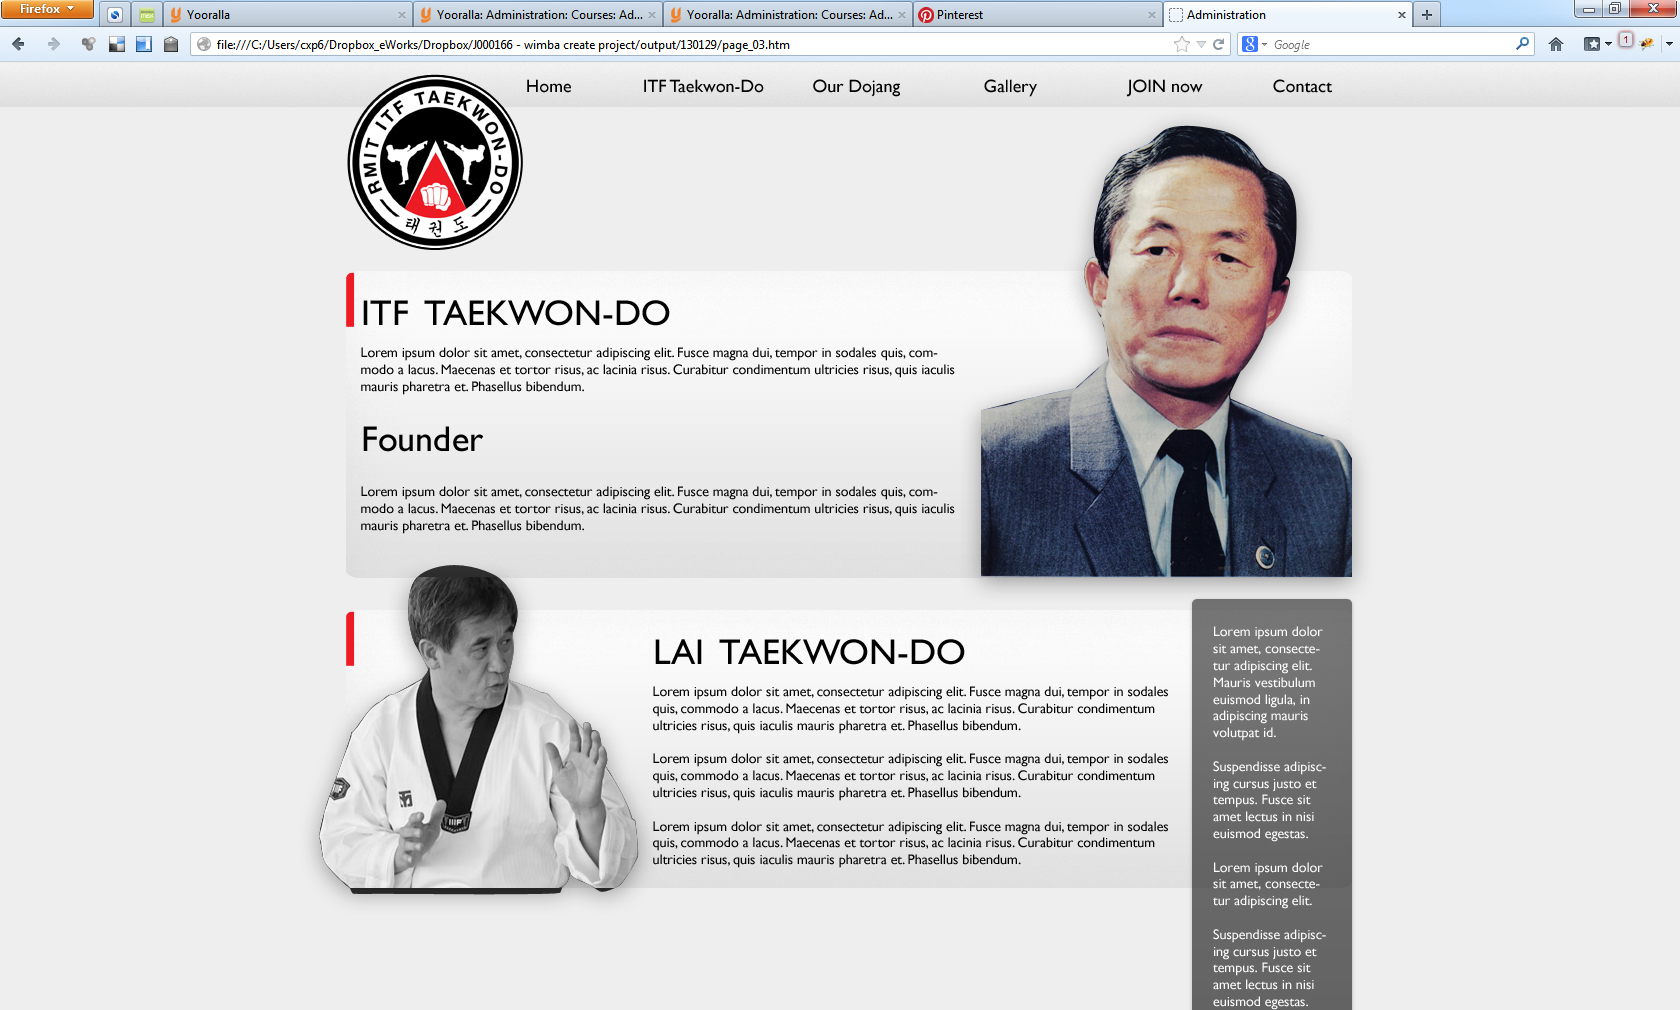 Firefox
Yooralla
Yooralla: Administration: Courses: Ad...
Yooralla: Administration: Courses: Ad...
Pinterest
Administration
file:///C:/Users/cxp6/Dropbox_eWorks/Dropbox/J000166 - wimba create project/output/130129/page_03.htm
Google
1
Home
ITF Taekwon-Do
Our Dojang
Gallery
JOIN now
Contact
RMIT ITF TAEKWON-DO
태권도
ITF TAEKWON-DO
Lorem ipsum dolor sit amet, consectetur adipiscing elit. Fusce magna dui, tempor in sodales quis, com-
modo a lacus. Maecenas et tortor risus, ac lacinia risus. Curabitur condimentum ultricies risus, quis iaculis
mauris pharetra et. Phasellus bibendum.
Founder
Lorem ipsum dolor sit amet, consectetur adipiscing elit. Fusce magna dui, tempor in sodales quis, com-
modo a lacus. Maecenas et tortor risus, ac lacinia risus. Curabitur condimentum ultricies risus, quis iaculis
mauris pharetra et. Phasellus bibendum.
LAI TAEKWON-DO
Lorem ipsum dolor sit amet, consectetur adipiscing elit. Fusce magna dui, tempor in sodales
quis, commodo a lacus. Maecenas et tortor risus, ac lacinia risus. Curabitur condimentum
ultricies risus, quis iaculis mauris pharetra et. Phasellus bibendum.
Lorem ipsum dolor sit amet, consectetur adipiscing elit. Fusce magna dui, tempor in sodales
quis, commodo a lacus. Maecenas et tortor risus, ac lacinia risus. Curabitur condimentum
ultricies risus, quis iaculis mauris pharetra et. Phasellus bibendum.
Lorem ipsum dolor sit amet, consectetur adipiscing elit. Fusce magna dui, tempor in sodales
quis, commodo a lacus. Maecenas et tortor risus, ac lacinia risus. Curabitur condimentum
ultricies risus, quis iaculis mauris pharetra et. Phasellus bibendum.
Lorem ipsum dolor
sit amet, consecte-
tur adipiscing elit.
Mauris vestibulum
euismod ligula, in
adipiscing mauris
volutpat id.
Suspendisse adipisc-
ing cursus justo et
tempus. Fusce sit
amet lectus in nisi
euismod egestas.
Lorem ipsum dolor
sit amet, consecte-
tur adipiscing elit.
Suspendisse adipisc-
ing cursus justo et
tempus. Fusce sit
amet lectus in nisi
euismod egestas.